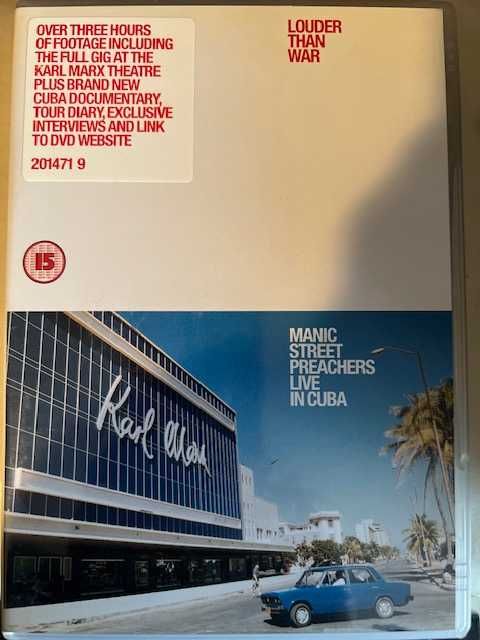 OVER THREE HOURS
OF FOOTAGE INCLUDING
THE FULL GIG AT THE
KARL MARX THEATRE
PLUS BRAND NEW
CUBA DOCUMENTARY,
TOUR DIARY, EXCLUSIVE
INTERVIEWS AND LINK
TO DVD WEBSITE
201471 9
LOUDER
THAN
WAR
15
MANIC
STREET
PREACHERS
LIVE
IN CUBA
Karl Marx